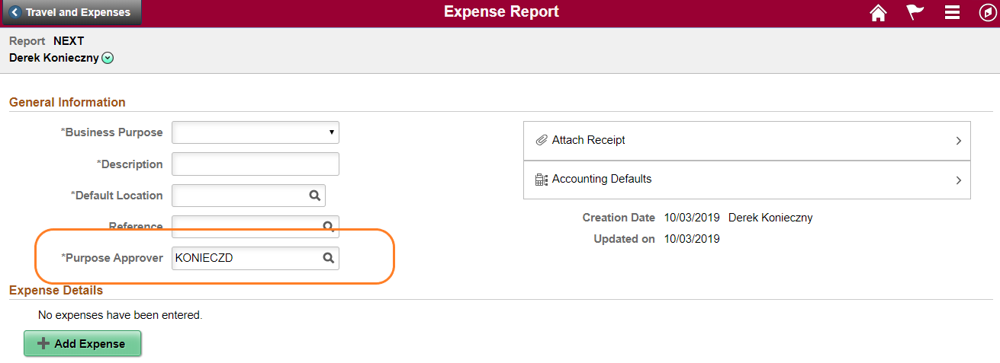 Travel and Expenses
Expense Report
Report NEXT
Derek Konieczny
General Information
*Business Purpose
*Description
*Default Location
Reference
*Purpose Approver KONIECZD
Attach Receipt
Accounting Defaults
Creation Date 10/03/2019 Derek Konieczny
Updated on 10/03/2019
Expense Details
No expenses have been entered.
Add Expense